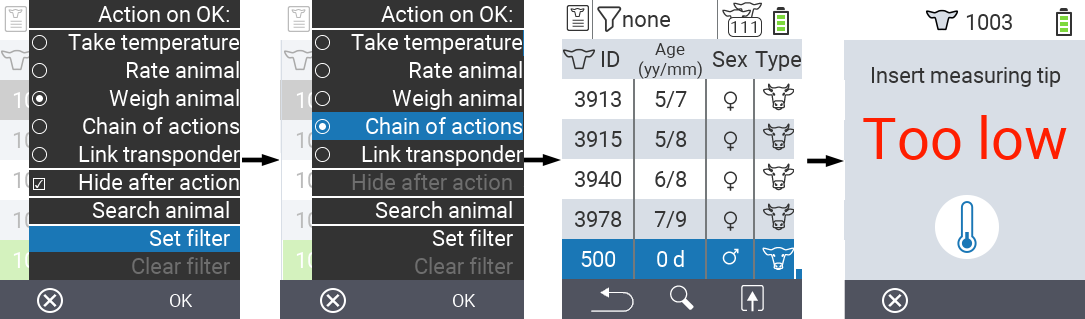 Action on OK:
Take temperature
Rate animal
Weigh animal
Chain of actions
Link transponder
Hide after action
Search animal
Set filter
Clear filter
OK
Action on OK:
Take temperature
Rate animal
Weigh animal
Chain of actions
Link transponder
Hide after action
Search animal
Set filter
Clear filter
OK
none 111
ID Age (yy/mm) Sex Type
3913 5/7 ♀
3915 5/8 ♀
3940 6/8 ♀
3978 7/9 ♀
500 0 d ♂
1003
Insert measuring tip
Too low